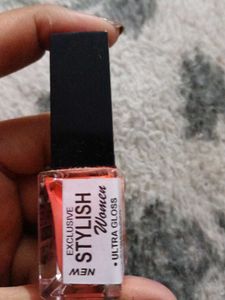 EXCLUSIVE
STYLISH
Women
• ULTRA GLOSS
NEW